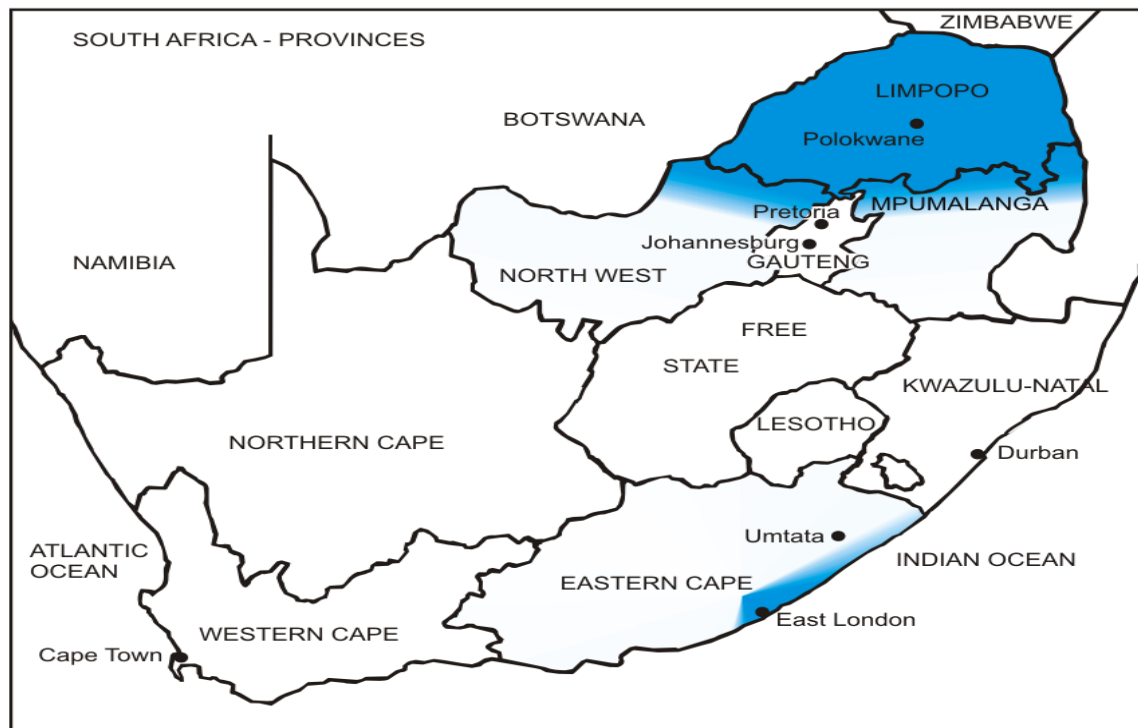 ZIMBABWE
SOUTH AFRICA - PROVINCES
LIMPOPO
BOTSWANA
Polokwane
MPUMALANGA
Pretoria
Johannesburg
GAUTENG
NAMIBIA
NORTH WEST
FREE
STATE
KWAZULU-NATAL
LESOTHO
NORTHERN CAPE
Durban
Umtata
ATLANTIC
OCEAN
INDIAN OCEAN
EASTERN CAPE
East London
WESTERN CAPE
Cape Town